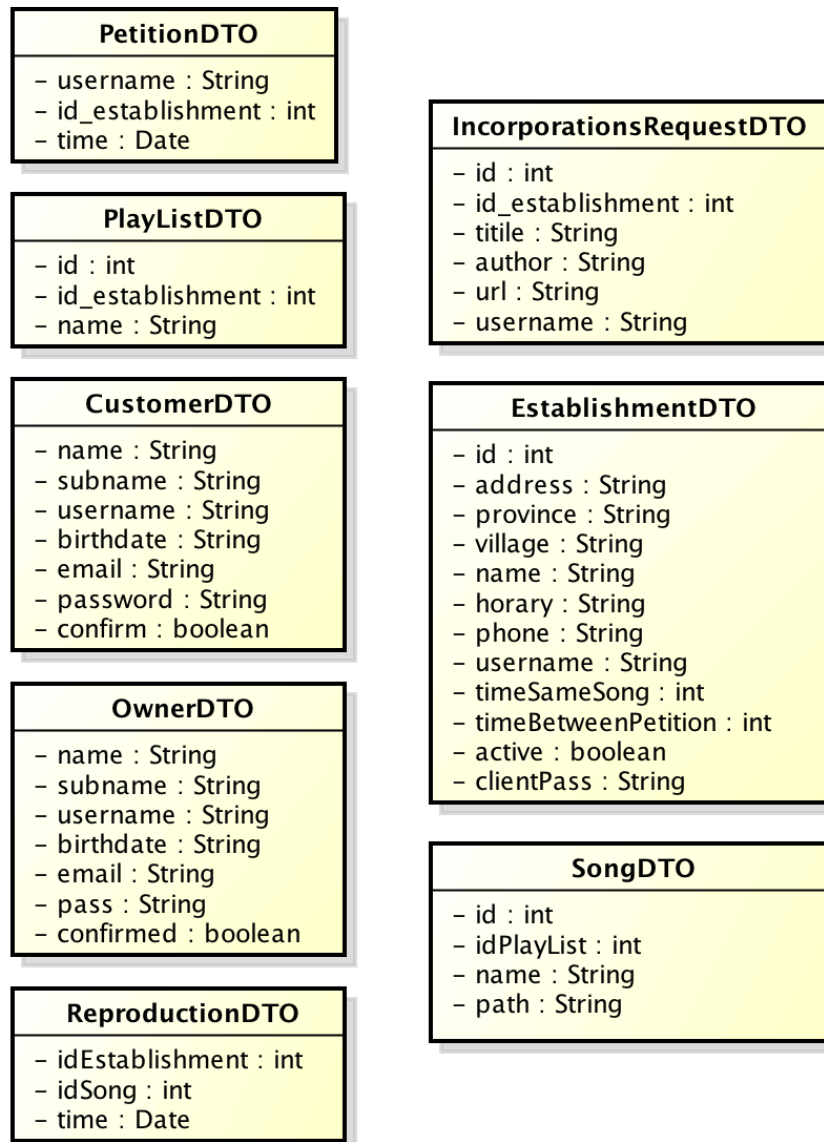 PetitionDTO
– username : String
– id_establishment : int
– time : Date
PlayListDTO
– id : int
– id_establishment : int
– name : String
CustomerDTO
– name : String
– subname : String
– username : String
– birthdate : String
– email : String
– password : String
– confirm : boolean
OwnerDTO
– name : String
– subname : String
– username : String
– birthdate : String
– email : String
– pass : String
– confirmed : boolean
ReproductionDTO
– idEstablishment : int
– idSong : int
– time : Date
IncorporationsRequestDTO
– id : int
– id_establishment : int
– titile : String
– author : String
– url : String
– username : String
EstablishmentDTO
– id : int
– address : String
– province : String
– village : String
– name : String
– horary : String
– phone : String
– username : String
– timeSameSong : int
– timeBetweenPetition : int
– active : boolean
– clientPass : String
SongDTO
– id : int
– idPlayList : int
– name : String
– path : String